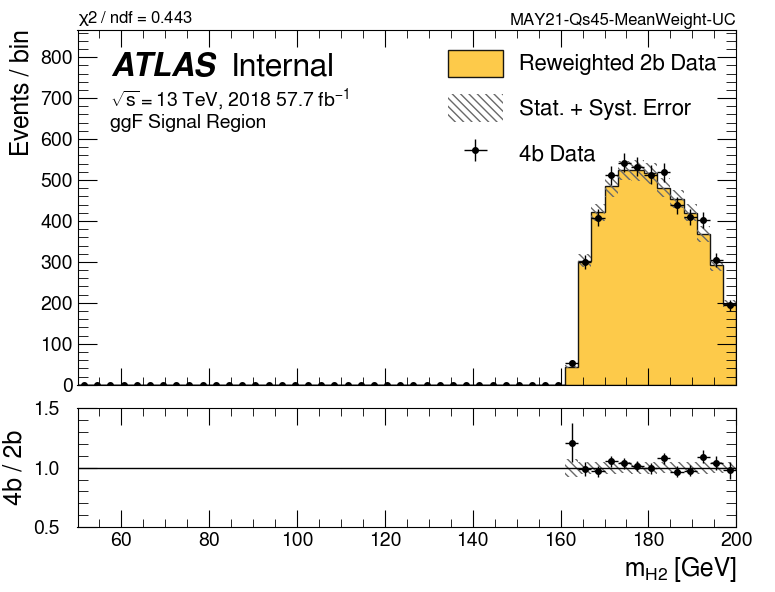 χ2 / ndf = 0.443
MAY21-Qs45-MeanWeight-UC
ATLAS Internal
√s = 13 TeV, 2018 57.7 fb−1
ggF Signal Region
Reweighted 2b Data
Stat. + Syst. Error
4b Data
Events / bin
800
700
600
500
400
300
200
100
0
4b / 2b
1.5
1.0
0.5
60 80 100 120 140 160 180 200
mH2 [GeV]